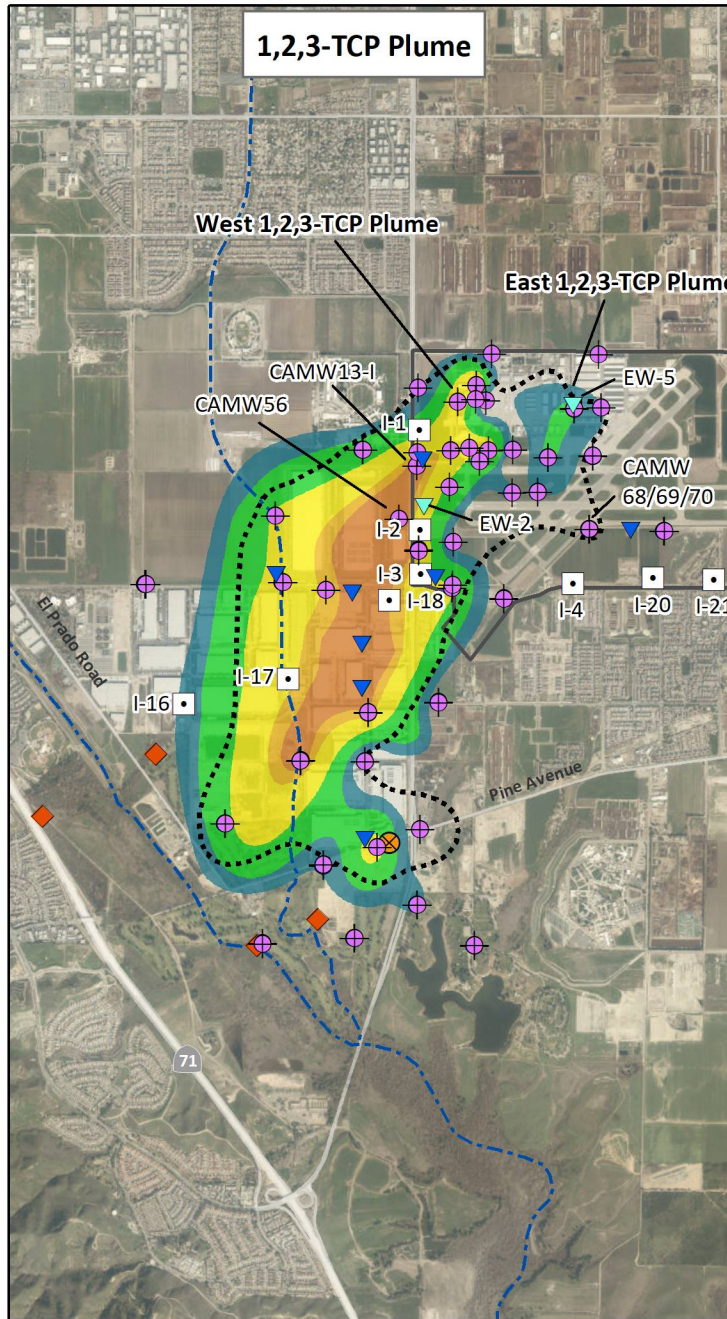 1,2,3-TCP Plume
West 1,2,3-TCP Plume
East 1,2,3-TCP Plume
CAMW13-I
EW-5
CAMW56
I-1
CAMW
68/69/70
EW-2
I-2
I-3
I-18
I-4
I-20
I-21
El Prado Road
I-17
I-16
Pine Avenue
71